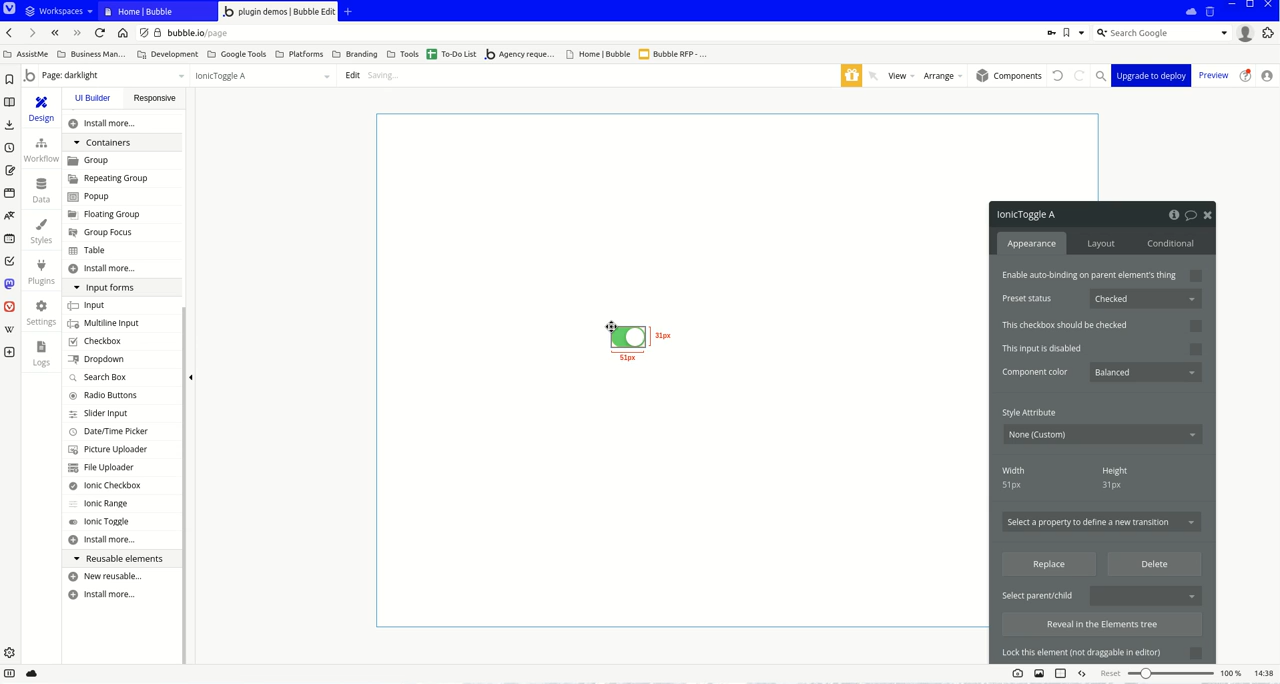 Workspaces
Home | Bubble
plugin demos | Bubble Edit
bubble.io/page
Search Google
AssistMe
Business Man...
Development
Google Tools
Platforms
Branding
Tools
To-Do List
Agency reque...
Home | Bubble
Bubble RFP - ...
Page: darklight
IonicToggle A
Edit
Saving...
View
Arrange
Components
Upgrade to deploy
Preview
UI Builder
Responsive
Design
Workflow
Data
Styles
Plugins
Settings
Logs
Install more...
Containers
Group
Repeating Group
Popup
Floating Group
Group Focus
Table
Install more...
Input forms
Input
Multiline Input
Checkbox
Dropdown
Search Box
Radio Buttons
Slider Input
Date/Time Picker
Picture Uploader
File Uploader
Ionic Checkbox
Ionic Range
Ionic Toggle
Install more...
Reusable elements
New reusable...
Install more...
31px
51px
IonicToggle A
Appearance
Layout
Conditional
Enable auto-binding on parent element's thing
Preset status
Checked
This checkbox should be checked
This input is disabled
Component color
Balanced
Style Attribute
None (Custom)
Width
Height
51px
31px
Select a property to define a new transition
Replace
Delete
Select parent/child
Reveal in the Elements tree
Lock this element (not draggable in editor)
Reset
100 %
14:38